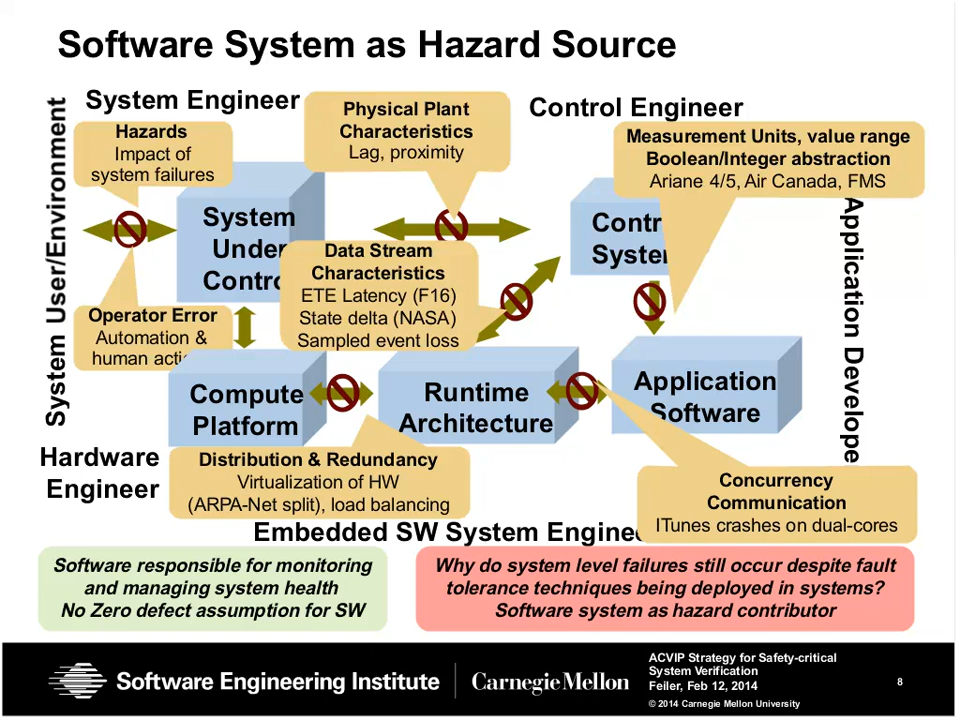 Software System as Hazard Source
System Engineer
Control Engineer
System User/Environment
Hazards
Impact of
system failures
Physical Plant
Characteristics
Lag, proximity
Measurement Units, value range
Boolean/Integer abstraction
Ariane 4/5, Air Canada, FMS
System
Under
Contro
Contr
Syste
Application Develope
Data Stream
Characteristics
ETE Latency (F16)
State delta (NASA)
Sampled event loss
Operator Error
Automation &
human acti
Compute
Platform
Runtime
Architecture
Application
Software
Hardware
Engineer
Distribution & Redundancy
Virtualization of HW
(ARPA-Net split), load balancing
Concurrency
Communication
ITunes crashes on dual-cores
Embedded SW System Enginee
Software responsible for monitoring
and managing system health
No Zero defect assumption for SW
Why do system level failures still occur despite fault
tolerance techniques being deployed in systems?
Software system as hazard contributor
Software Engineering Institute
Carnegie Mellon
ACVIP Strategy for Safety-critical
System Verification
Feiler, Feb 12, 2014
© 2014 Carnegie Mellon University
8